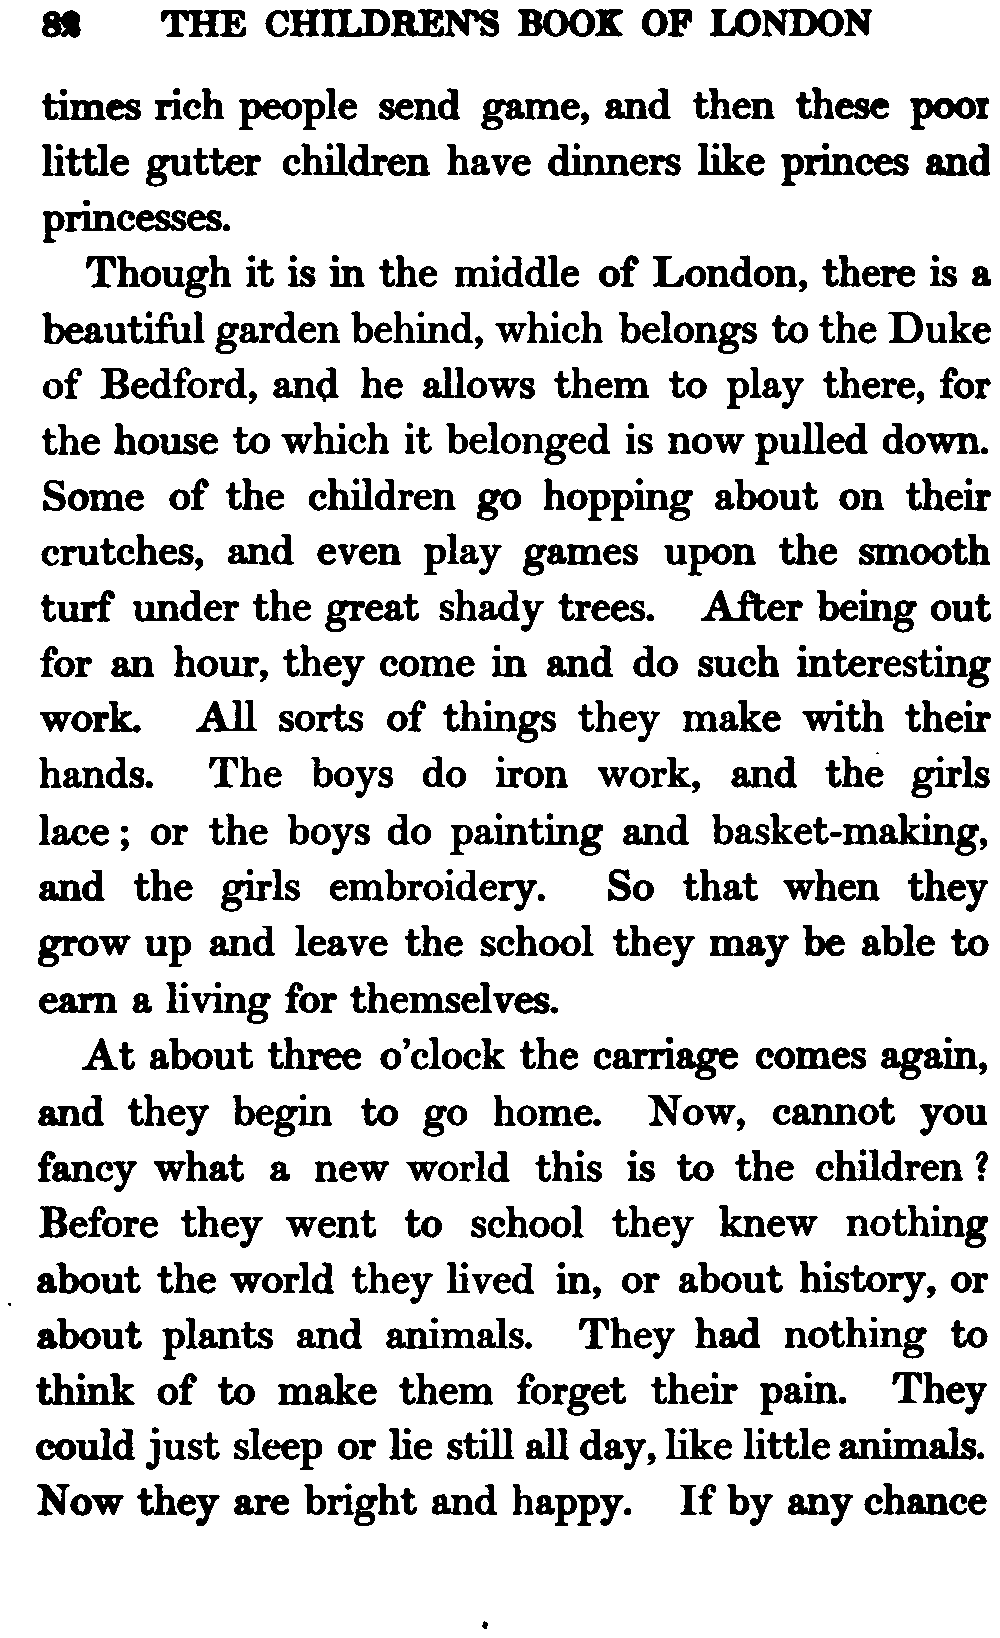 82 THE CHILDREN'S BOOK OF LONDON
times rich people send game, and then these poor
little gutter children have dinners like princes and
princesses.
Though it is in the middle of London, there is a
beautiful garden behind, which belongs to the Duke
of Bedford, and he allows them to play there, for
the house to which it belonged is now pulled down.
Some of the children go hopping about on their
crutches, and even play games upon the smooth
turf under the great shady trees. After being out
for an hour, they come in and do such interesting
work. All sorts of things they make with their
hands. The boys do iron work, and the girls
lace; or the boys do painting and basket-making,
and the girls embroidery. So that when they
grow up and leave the school they may be able to
earn a living for themselves.
At about three o'clock the carriage comes again,
and they begin to go home. Now, cannot you
fancy what a new world this is to the children?
Before they went to school they knew nothing
about the world they lived in, or about history, or
about plants and animals. They had nothing to
think of to make them forget their pain. They
could just sleep or lie still all day, like little animals.
Now they are bright and happy. If by any chance